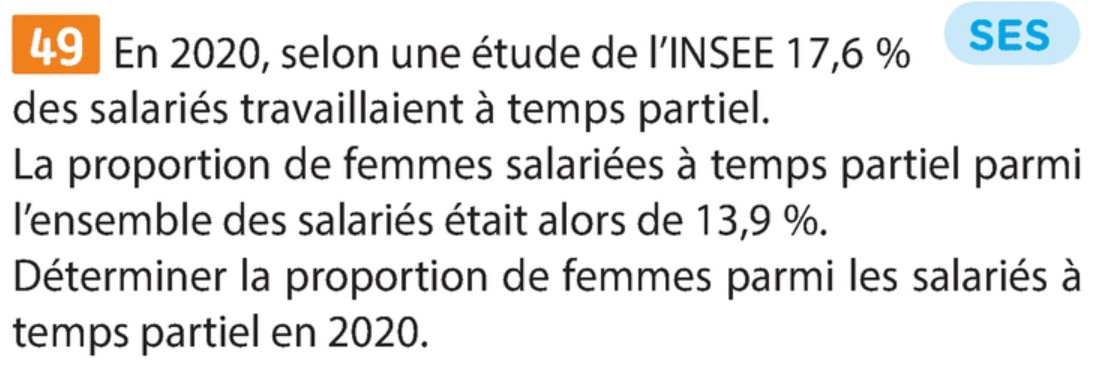 49 En 2020, selon une étude de l'INSEE 17,6 % SES
des salariés travaillaient à temps partiel.
La proportion de femmes salariées à temps partiel parmi
l'ensemble des salariés était alors de 13,9 %.
Déterminer la proportion de femmes parmi les salariés à
temps partiel en 2020.